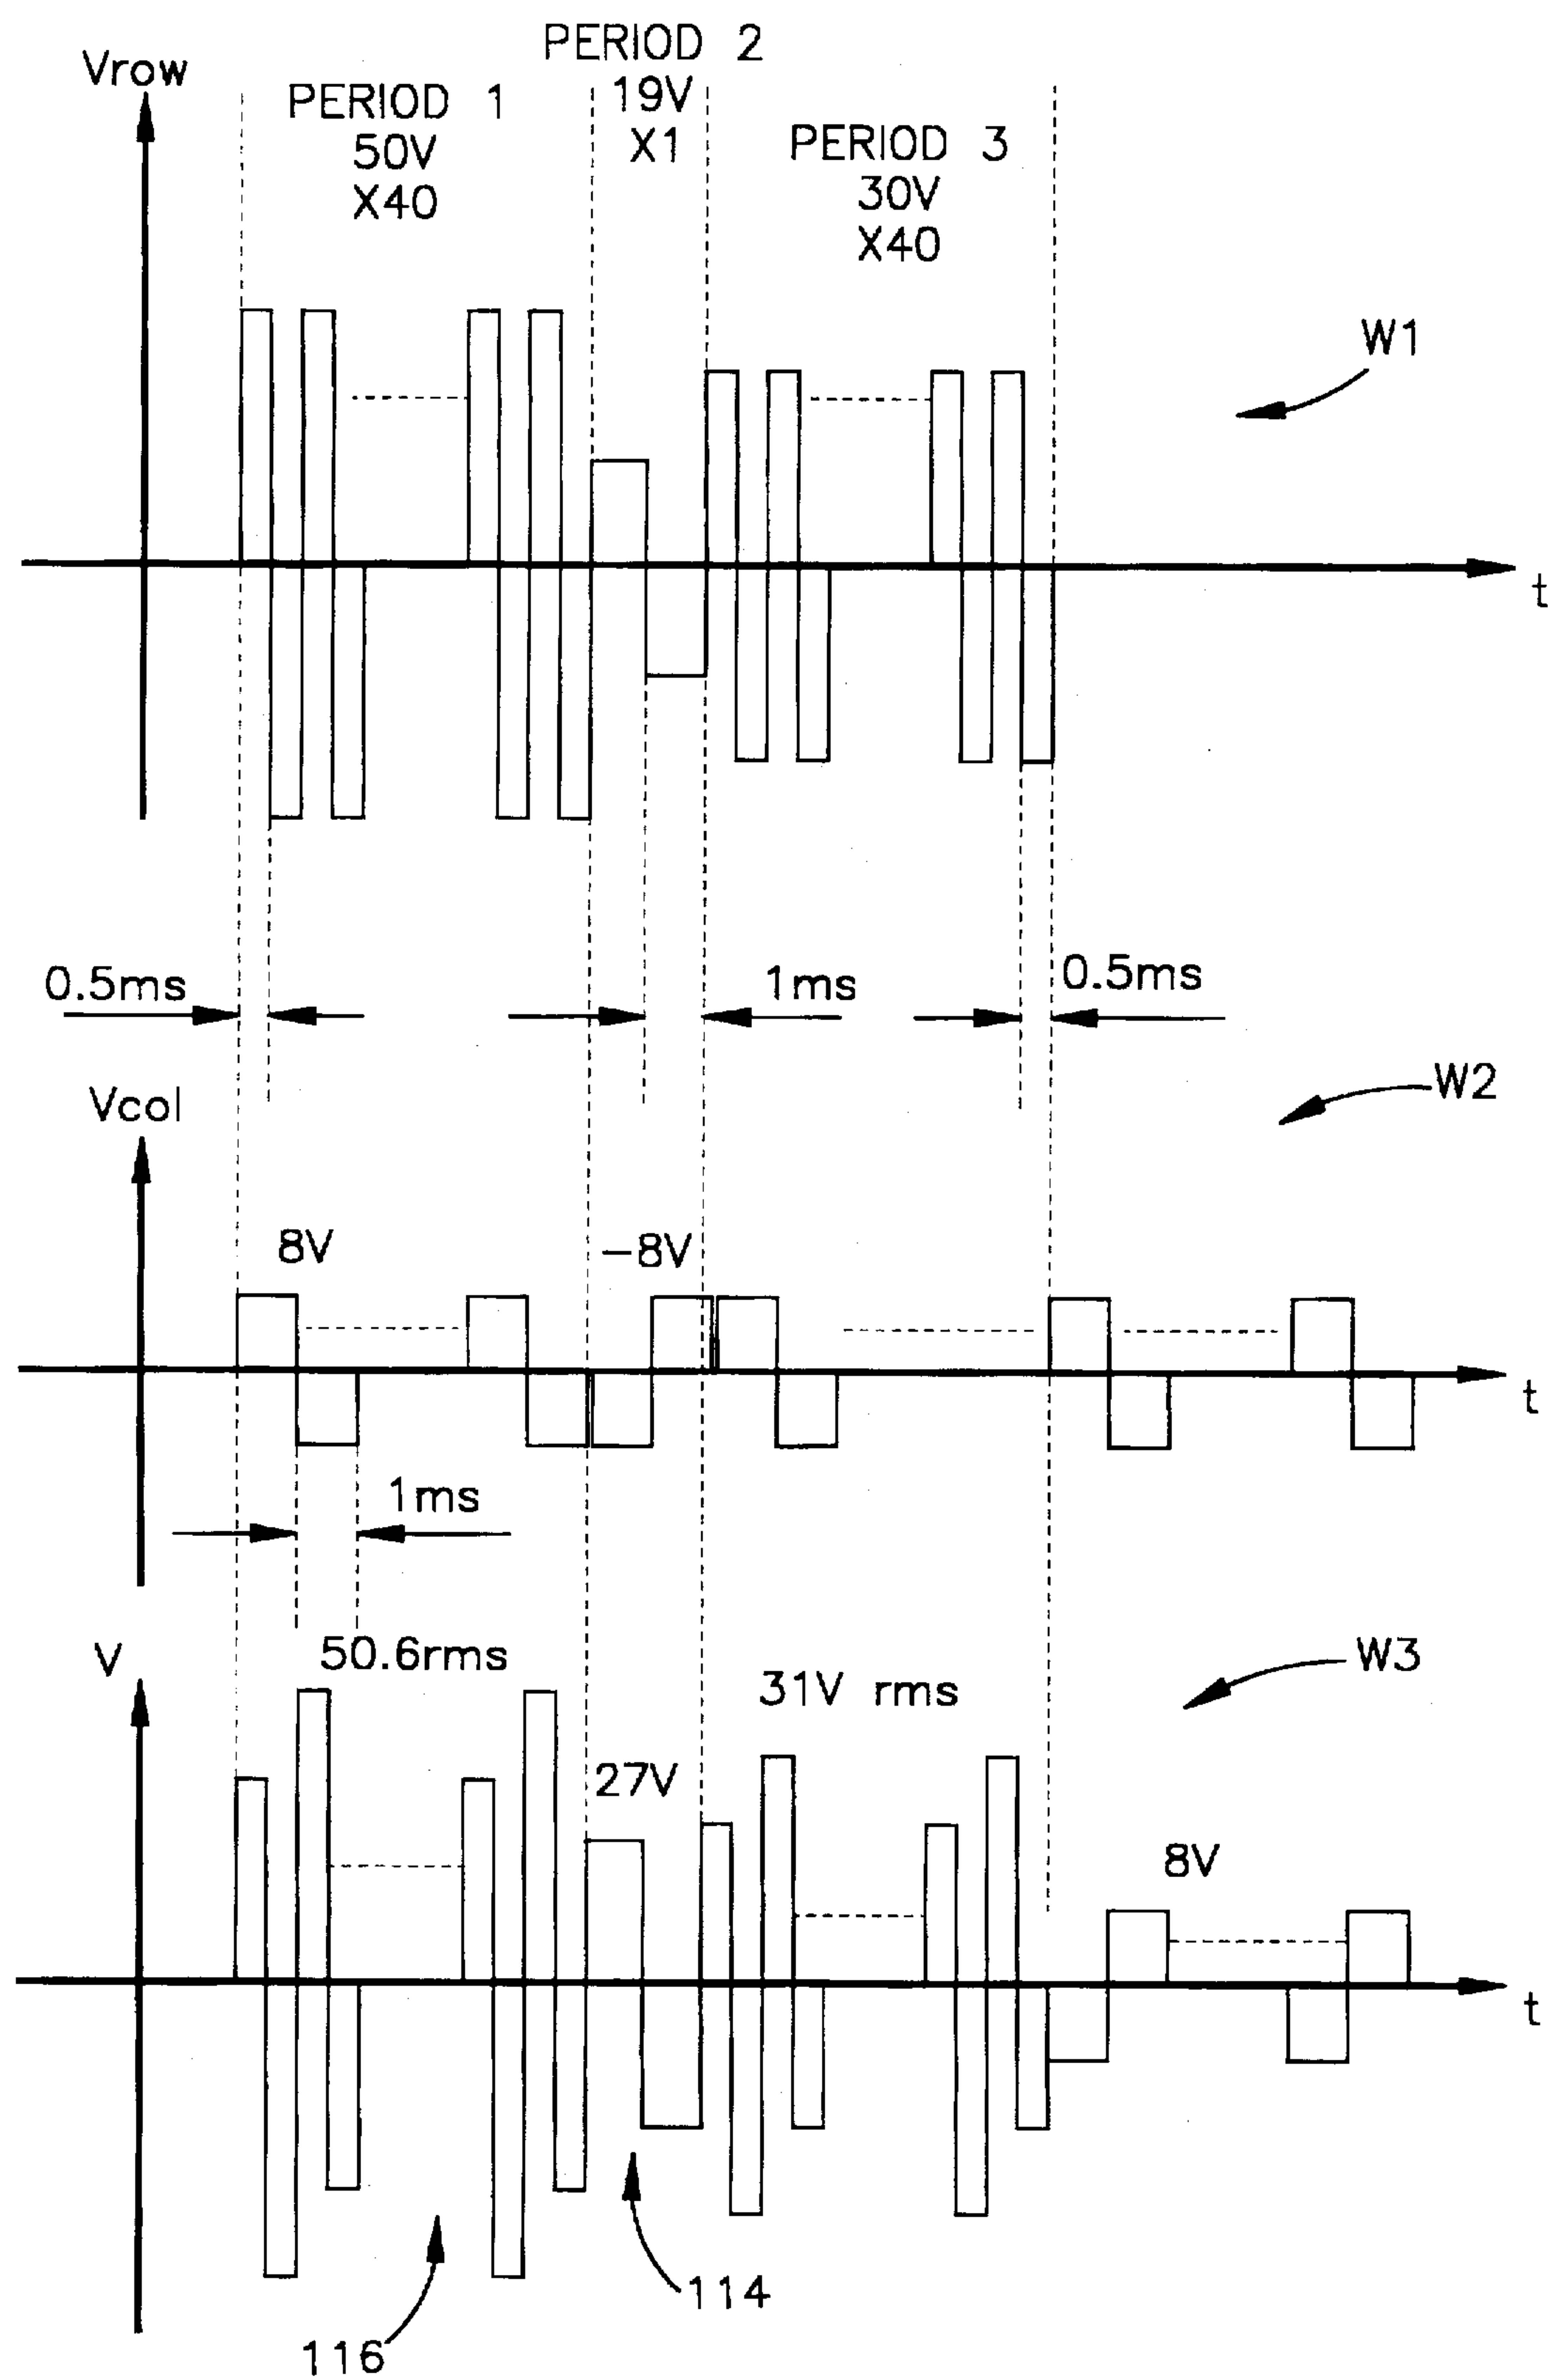 PERIOD 2
19V
X1
Vrow
PERIOD 1
50V
X40
PERIOD 3
30V
X40
W1
t
0.5ms
1ms
0.5ms
W2
Vcol
8V
-8V
t
1ms
V
50.6rms
W3
31V rms
27V
8V
t
114
116